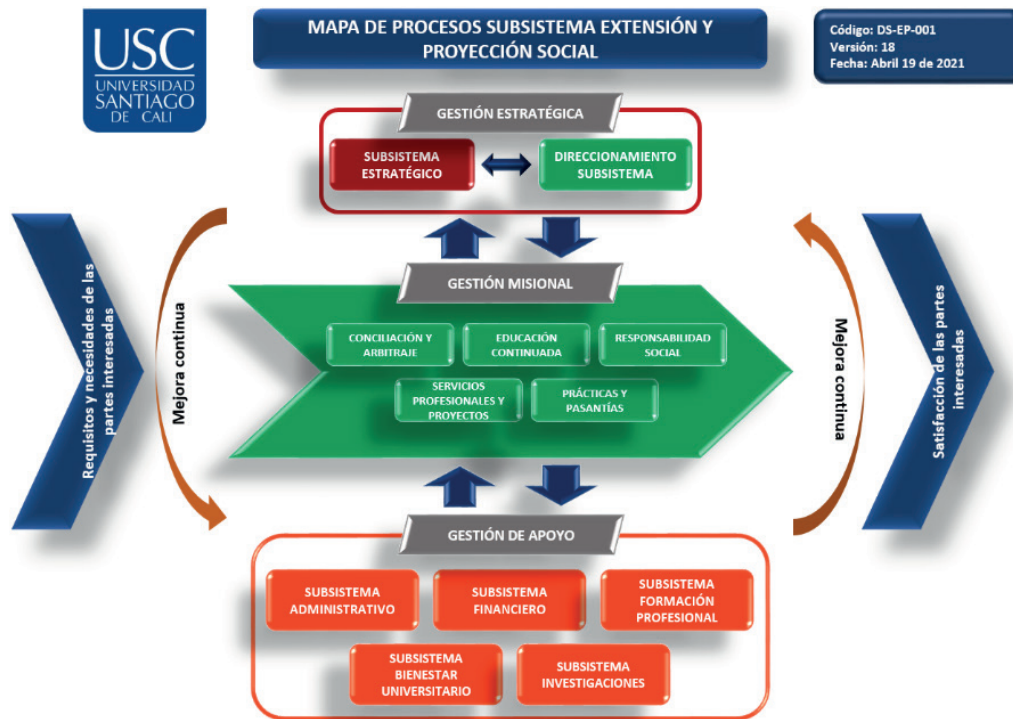 USC
UNIVERSIDAD
SANTIAGO
DE CALI
MAPA DE PROCESOS SUBSISTEMA EXTENSIÓN Y
PROYECCIÓN SOCIAL
Código: DS-EP-001
Versión: 18
Fecha: Abril 19 de 2021
GESTIÓN ESTRATÉGICA
SUBSISTEMA
ESTRATÉGICO
DIRECCIONAMIENTO
SUBSISTEMA
Requisitos y necesidades de las
partes interesadas
Mejora continua
GESTIÓN MISIONAL
CONCILIACIÓN Y
ARBITRAJE
EDUCACIÓN
CONTINUADA
RESPONSABILIDAD
SOCIAL
SERVICIOS
PROFESIONALES Y
PROYECTOS
PRÁCTICAS Y
PASANTÍAS
Mejora continua
Satisfacción de las partes
interesadas
GESTIÓN DE APOYO
SUBSISTEMA
ADMINISTRATIVO
SUBSISTEMA
FINANCIERO
SUBSISTEMA
FORMACIÓN
PROFESIONAL
SUBSISTEMA
BIENESTAR
UNIVERSITARIO
SUBSISTEMA
INVESTIGACIONES